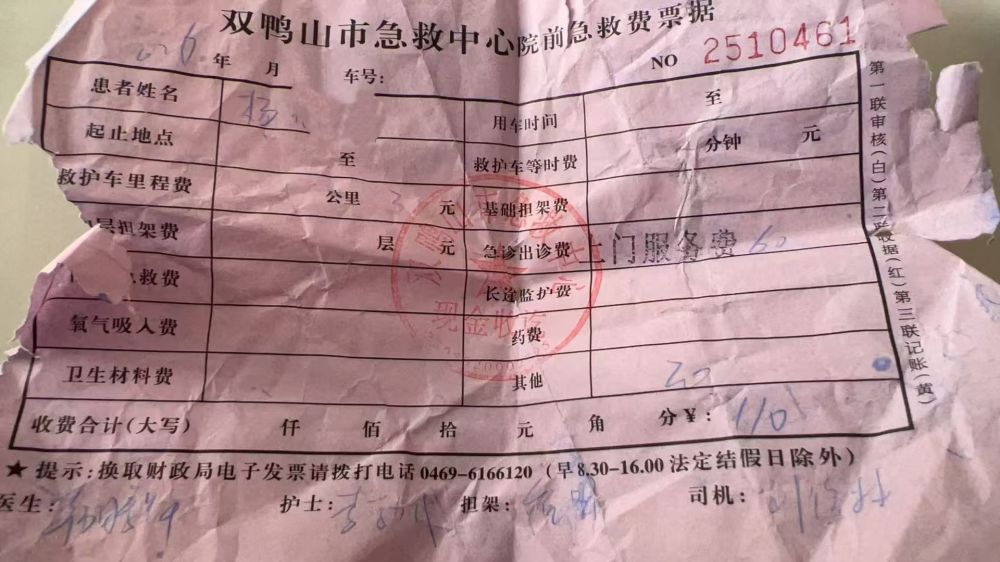 双鸭山市急救中心院前急救费票据
年 月 车号: NO 2510461
患者姓名 杨 用车时间 至
起止地点 至 救护车等时费 分钟 元
救护车里程费 公里 元 基础担架费
层担架费 层 元 急诊出诊费 上门服务费 60
救费 长途监护费
氧气吸入费 药费
卫生材料费 其他
收费合计(大写) 仟 佰 拾 元 角 分¥: 110
★提示:换取财政局电子发票请拨打电话0469-6166120 (早8.30-16.00法定结假日除外)
医生: 护士: 担架: 司机:
第一联审核(白)第二联收据(红)第三联记账(黄)
现金收讫